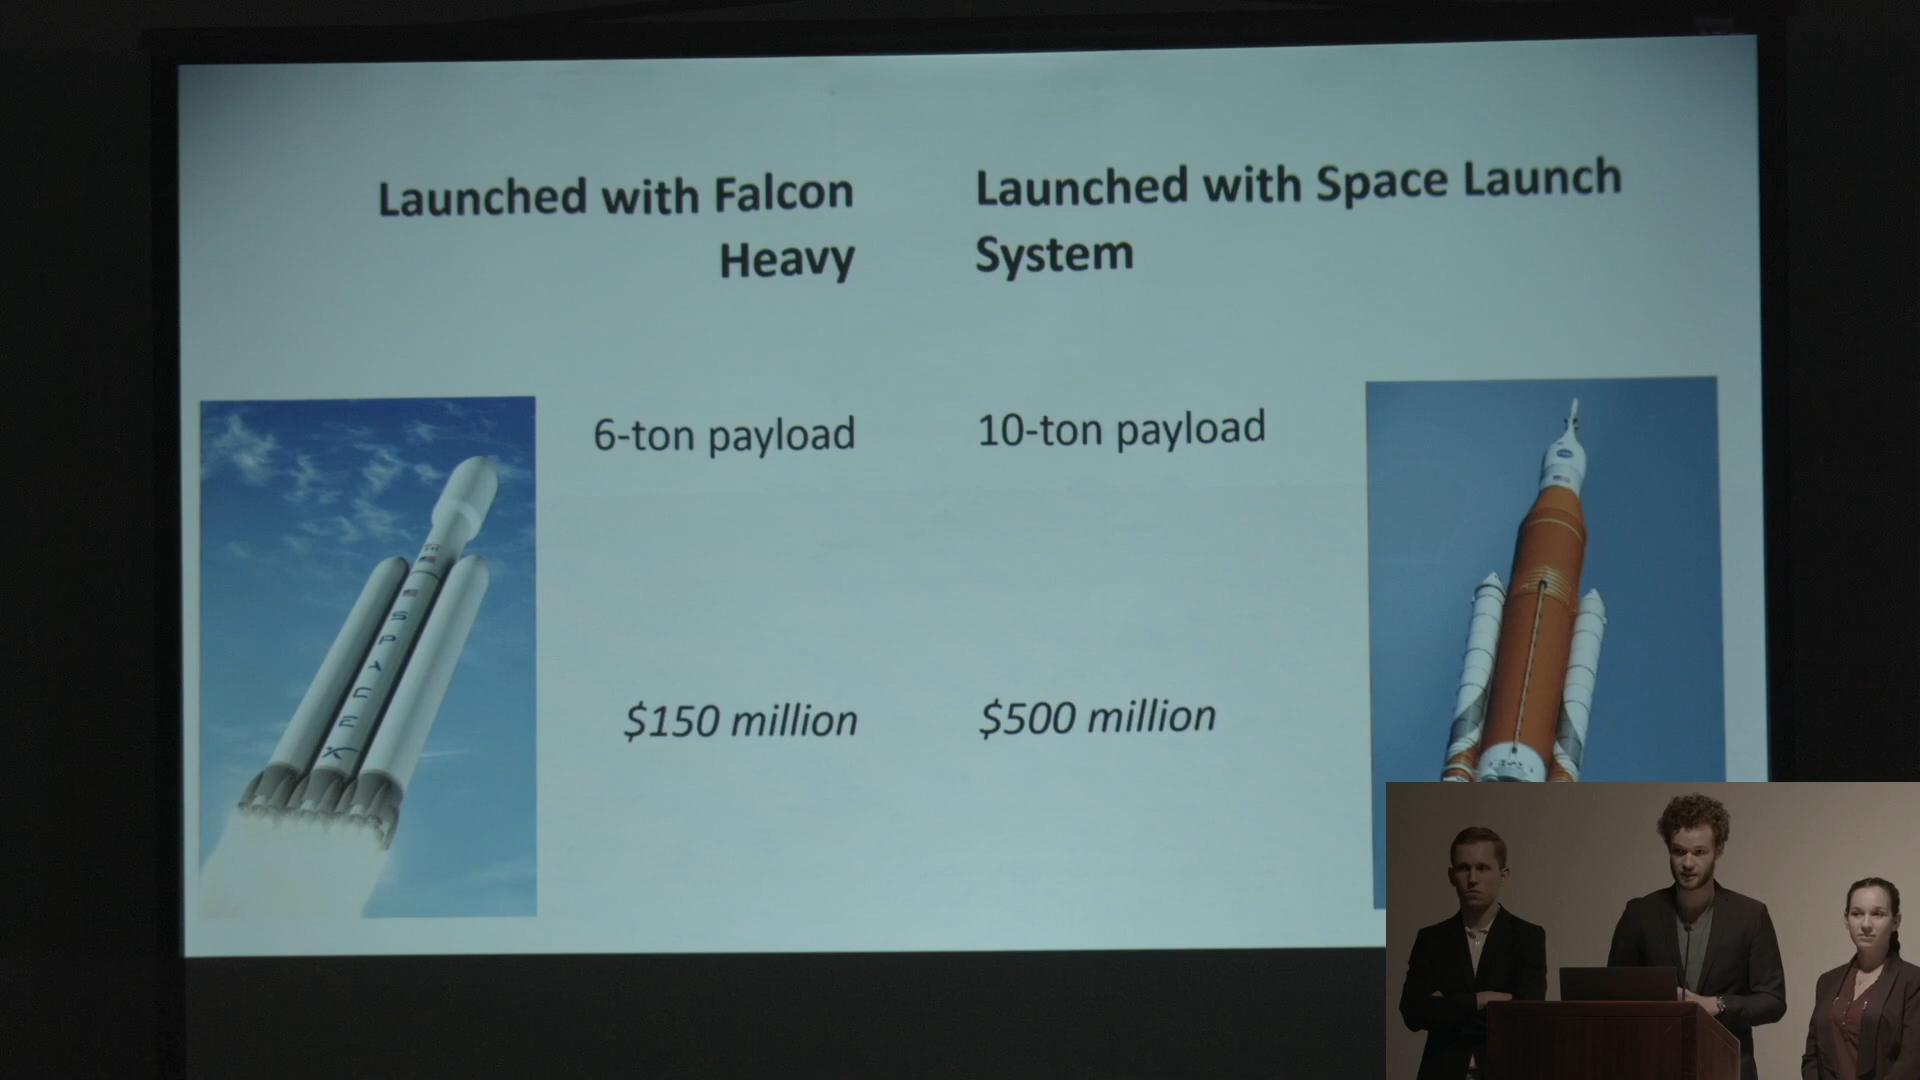 Launched with Falcon
Heavy
Launched with Space Launch
System
6-ton payload
10-ton payload
$150 million
$500 million
SPACEX